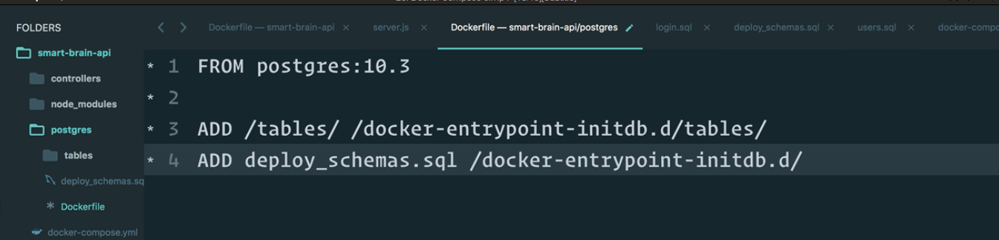 FOLDERS
smart-brain-api
controllers
node_modules
postgres
tables
deploy_schemas.sq
Dockerfile
docker-compose.yml
Dockerfile — smart-brain-api ×
server.js ×
Dockerfile — smart-brain-api/postgres
login.sql ×
deploy_schemas.sql ×
users.sql ×
docker-compo
* 1 FROM postgres:10.3
* 2
* 3 ADD /tables/ /docker-entrypoint-initdb.d/tables/
* 4 ADD deploy_schemas.sql /docker-entrypoint-initdb.d/